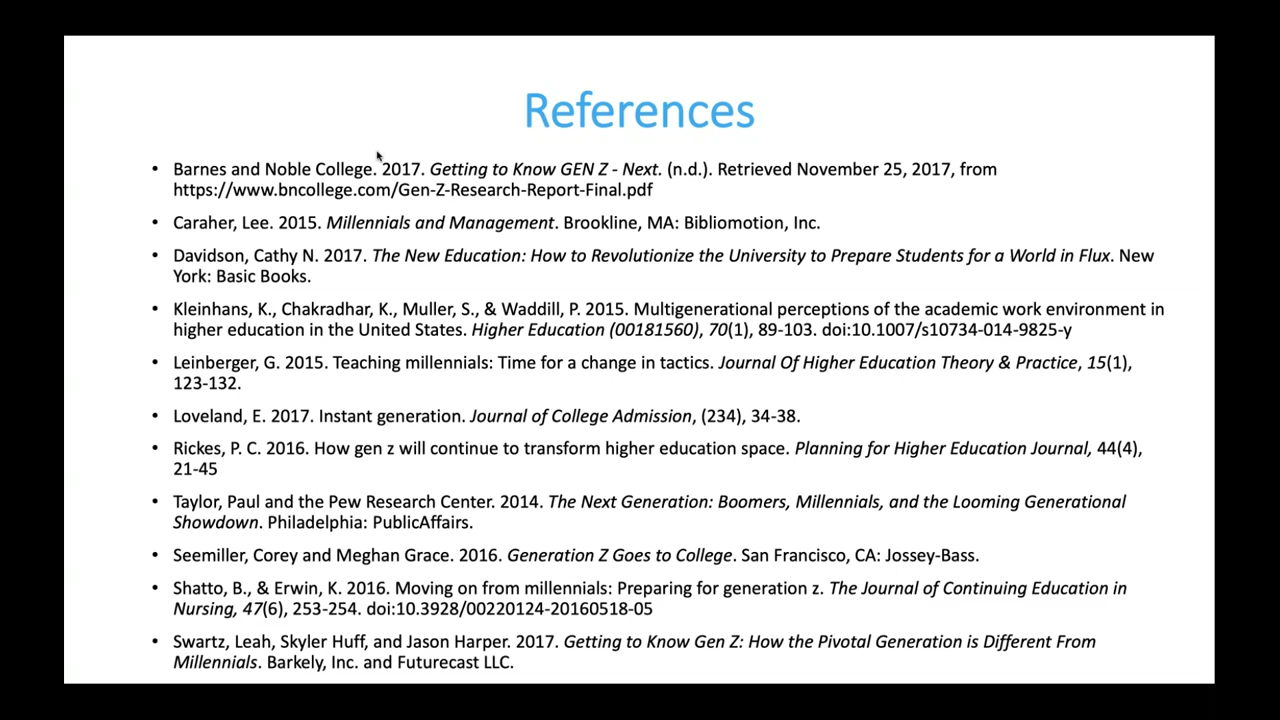 References
• Barnes and Noble College. 2017. Getting to Know GEN Z - Next. (n.d.). Retrieved November 25, 2017, from
https://www.bncollege.com/Gen-Z-Research-Report-Final.pdf
• Caraher, Lee. 2015. Millennials and Management. Brookline, MA: Bibliomotion, Inc.
• Davidson, Cathy N. 2017. The New Education: How to Revolutionize the University to Prepare Students for a World in Flux. New
York: Basic Books.
• Kleinhans, K., Chakradhar, K., Muller, S., & Waddill, P. 2015. Multigenerational perceptions of the academic work environment in
higher education in the United States. Higher Education (00181560), 70(1), 89-103. doi:10.1007/s10734-014-9825-y
• Leinberger, G. 2015. Teaching millennials: Time for a change in tactics. Journal Of Higher Education Theory & Practice, 15(1),
123-132.
• Loveland, E. 2017. Instant generation. Journal of College Admission, (234), 34-38.
• Rickes, P. C. 2016. How gen z will continue to transform higher education space. Planning for Higher Education Journal, 44(4),
21-45
• Taylor, Paul and the Pew Research Center. 2014. The Next Generation: Boomers, Millennials, and the Looming Generational
Showdown. Philadelphia: PublicAffairs.
• Seemiller, Corey and Meghan Grace. 2016. Generation Z Goes to College. San Francisco, CA: Jossey-Bass.
• Shatto, B., & Erwin, K. 2016. Moving on from millennials: Preparing for generation z. The Journal of Continuing Education in
Nursing, 47(6), 253-254. doi:10.3928/00220124-20160518-05
• Swartz, Leah, Skyler Huff, and Jason Harper. 2017. Getting to Know Gen Z: How the Pivotal Generation is Different From
Millennials. Barkely, Inc. and Futurecast LLC.